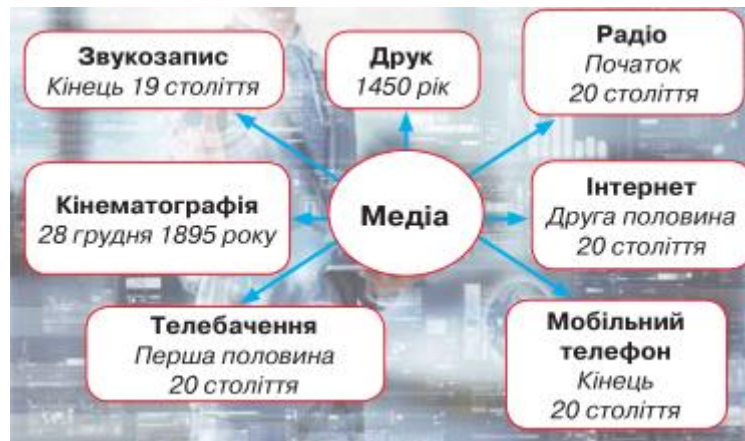 Звукозапис
Кінець 19 століття
Друк
1450 рік
Радіо
Початок
20 століття
Кінематографія
28 грудня 1895 року
Медіа
Інтернет
Друга половина
20 століття
Телебачення
Перша половина
20 століття
Мобільний
телефон
Кінець
20 століття